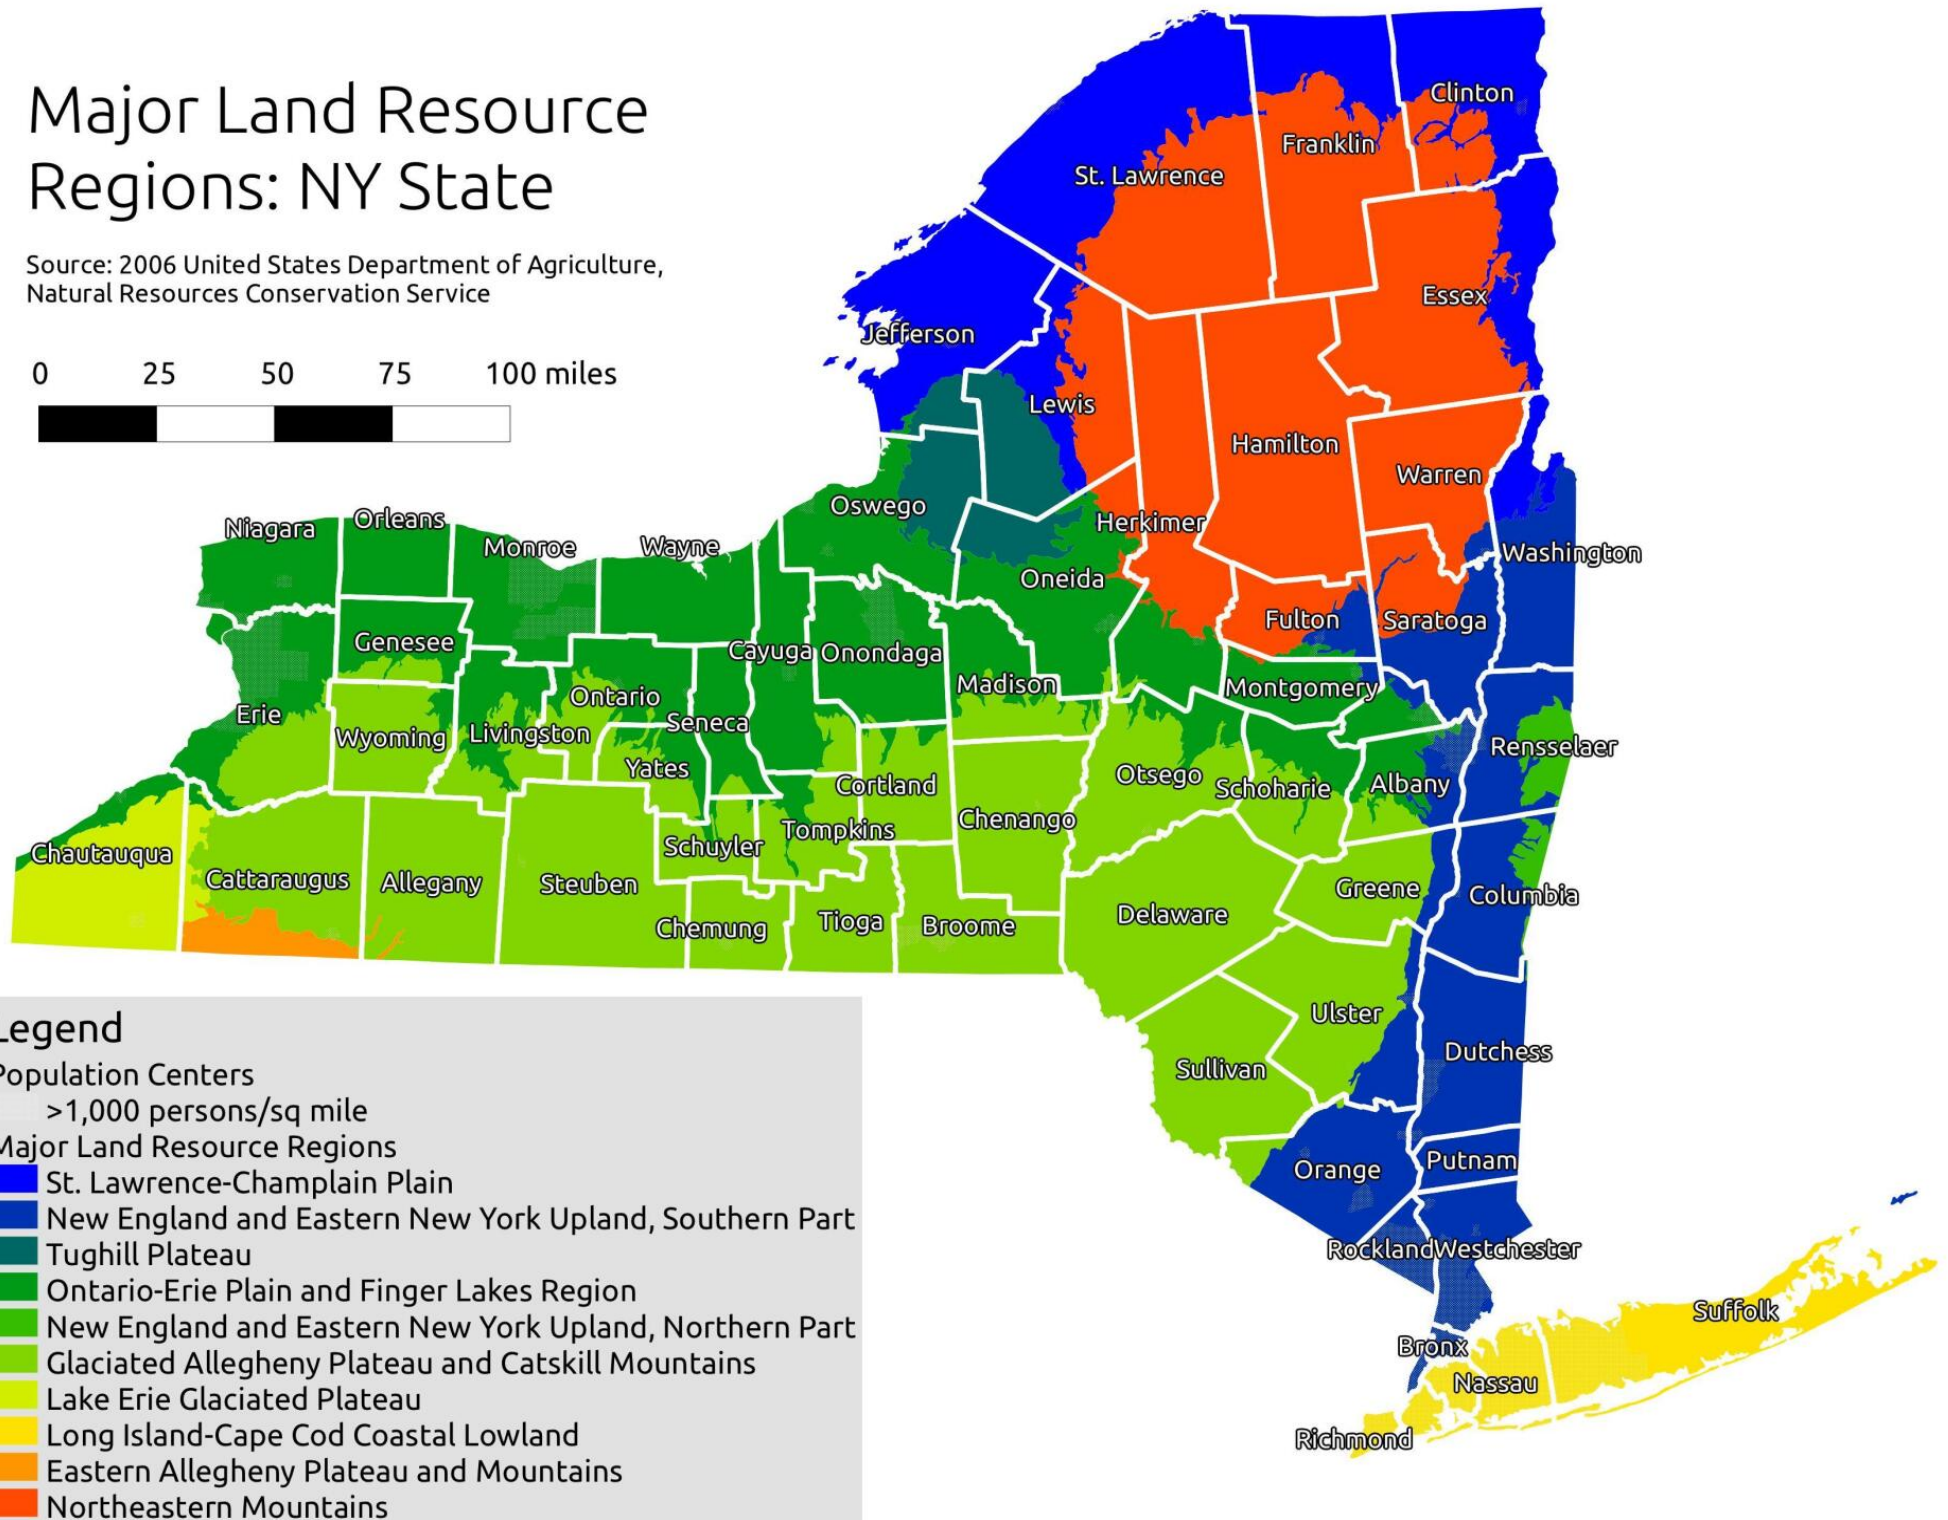 Major Land Resource
Regions: NY State
Source: 2006 United States Department of Agriculture,
Natural Resources Conservation Service
0 25 50 75 100 miles
Clinton
Franklin
St. Lawrence
Essex
Jefferson
Lewis
Hamilton
Warren
Oswego
Herkimer
Niagara
Orleans
Monroe
Wayne
Washington
Oneida
Fulton
Saratoga
Genesee
Cayuga
Onondaga
Madison
Montgomery
Ontario
Seneca
Erie
Wyoming
Livingston
Rensselaer
Yates
Cortland
Otsego
Schoharie
Albany
Chenango
Tompkins
Schuyler
Chautauqua
Cattaraugus
Allegany
Steuben
Greene
Columbia
Chemung
Tioga
Broome
Delaware
Ulster
Dutchess
Sullivan
Orange
Putnam
Rockland
Westchester
Suffolk
Bronx
Nassau
Richmond
Legend
Population Centers
>1,000 persons/sq mile
Major Land Resource Regions
St. Lawrence-Champlain Plain
New England and Eastern New York Upland, Southern Part
Tughill Plateau
Ontario-Erie Plain and Finger Lakes Region
New England and Eastern New York Upland, Northern Part
Glaciated Allegheny Plateau and Catskill Mountains
Lake Erie Glaciated Plateau
Long Island-Cape Cod Coastal Lowland
Eastern Allegheny Plateau and Mountains
Northeastern Mountains